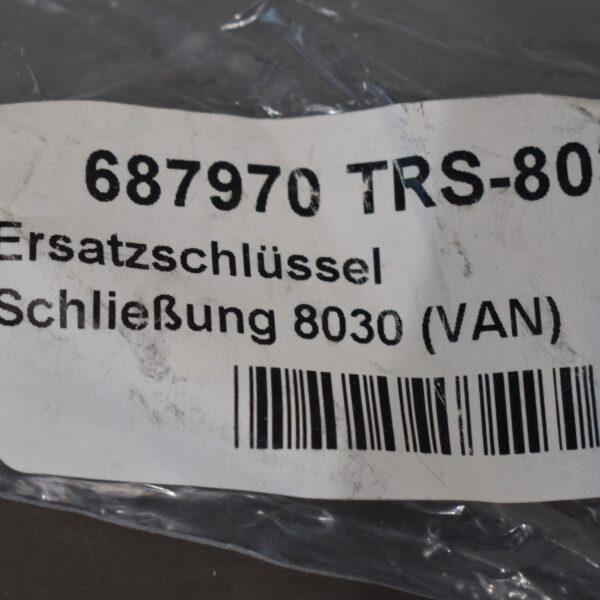 687970 TRS-80
Ersatzschlüssel
Schließung 8030 (VAN)